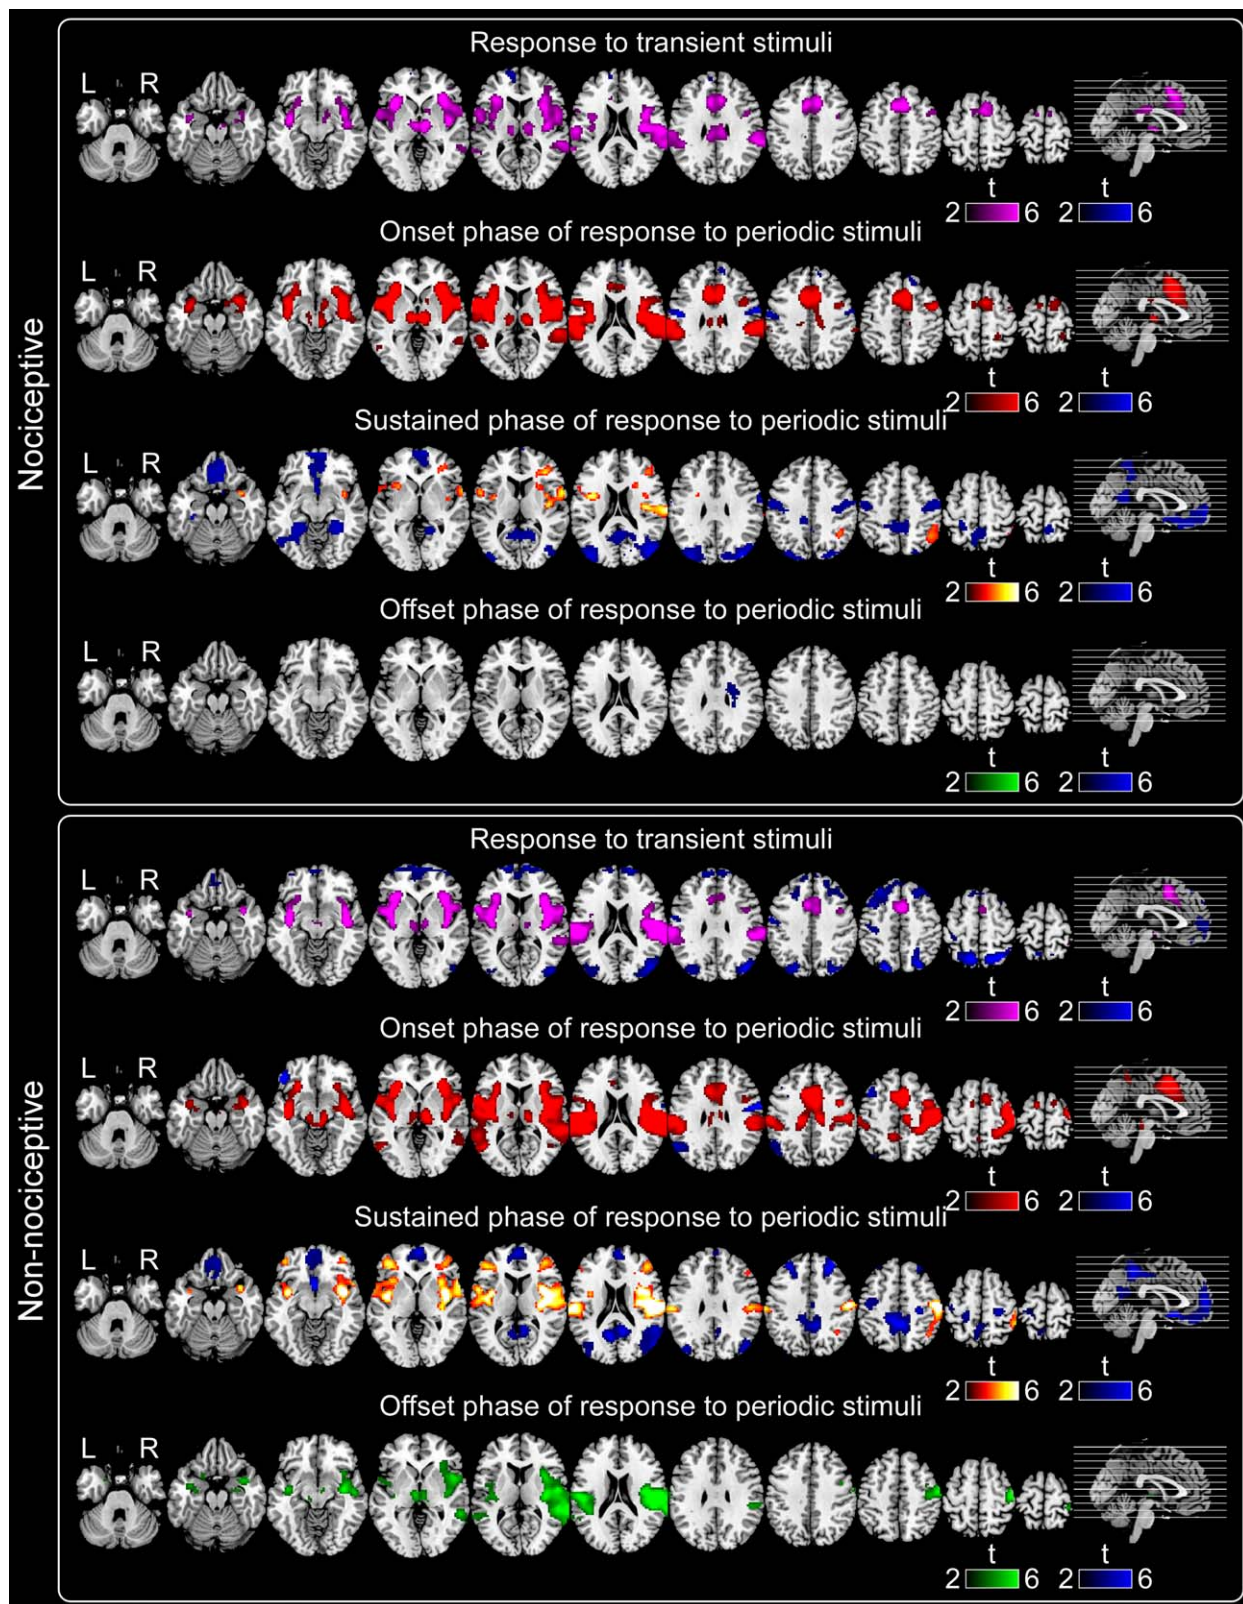 Nociceptive
Response to transient stimuli
L R
t t
2 6 2 6
Onset phase of response to periodic stimuli
L R
t t
2 6 2 6
Sustained phase of response to periodic stimuli
L R
t t
2 6 2 6
Offset phase of response to periodic stimuli
L R
t t
2 6 2 6
Non-nociceptive
Response to transient stimuli
L R
t t
2 6 2 6
Onset phase of response to periodic stimuli
L R
t t
2 6 2 6
Sustained phase of response to periodic stimuli
L R
t t
2 6 2 6
Offset phase of response to periodic stimuli
L R
t t
2 6 2 6